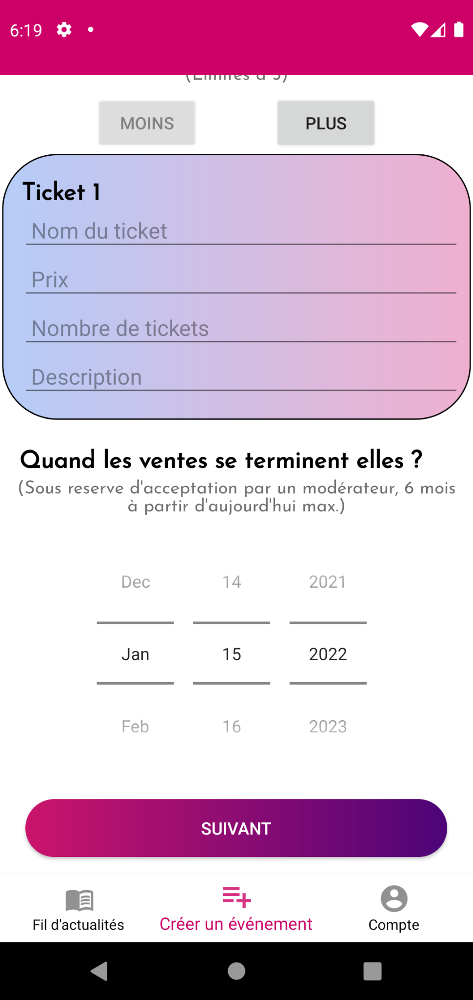 6:19
(Limités à 5)
MOINS PLUS
Ticket 1
Nom du ticket
Prix
Nombre de tickets
Description
Quand les ventes se terminent elles ?
(Sous reserve d'acceptation par un modérateur, 6 mois
à partir d'aujourd'hui max.)
Dec 14 2021
Jan 15 2022
Feb 16 2023
SUIVANT
Fil d'actualités Créer un événement Compte